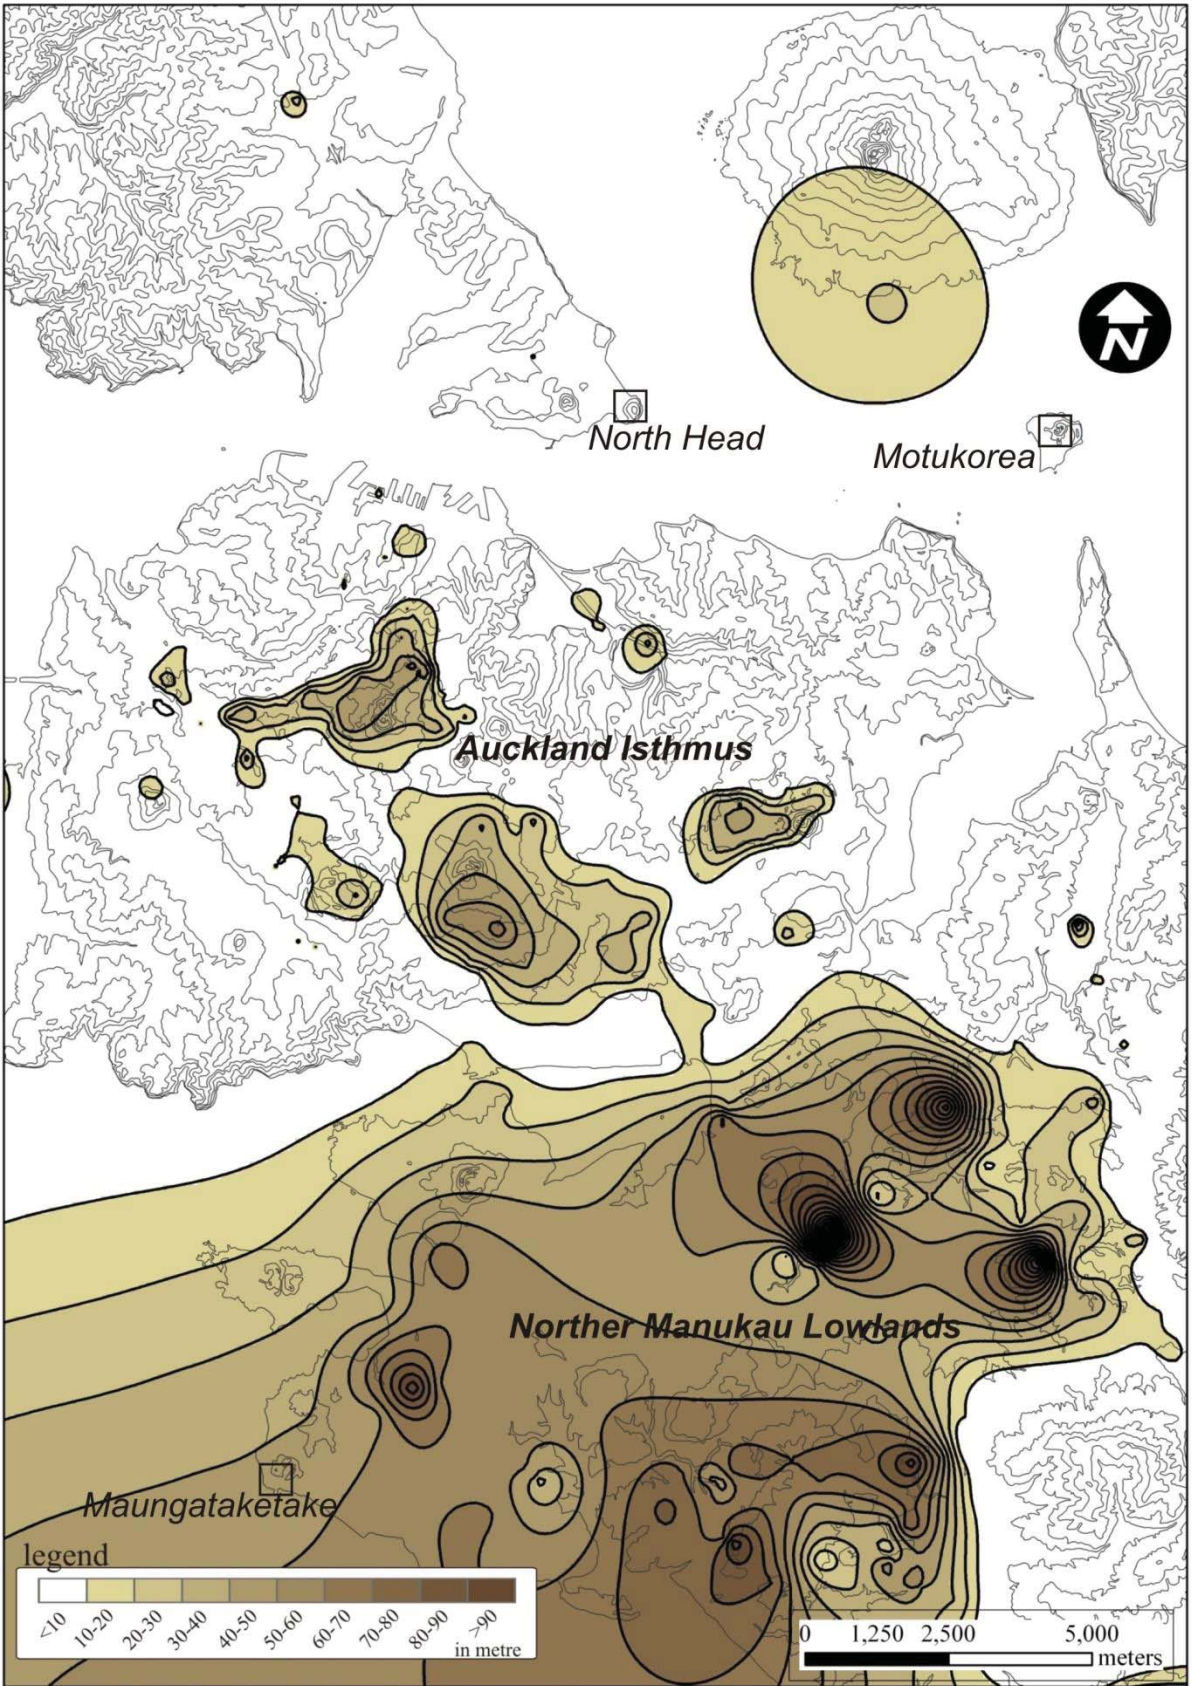 N
North Head
Motukorea
Auckland Isthmus
Norther Manukau Lowlands
Maungataketake
legend
<10 10-20 20-30 30-40 40-50 50-60 60-70 70-80 80-90 >90
in metre
0 1,250 2,500 5,000
meters